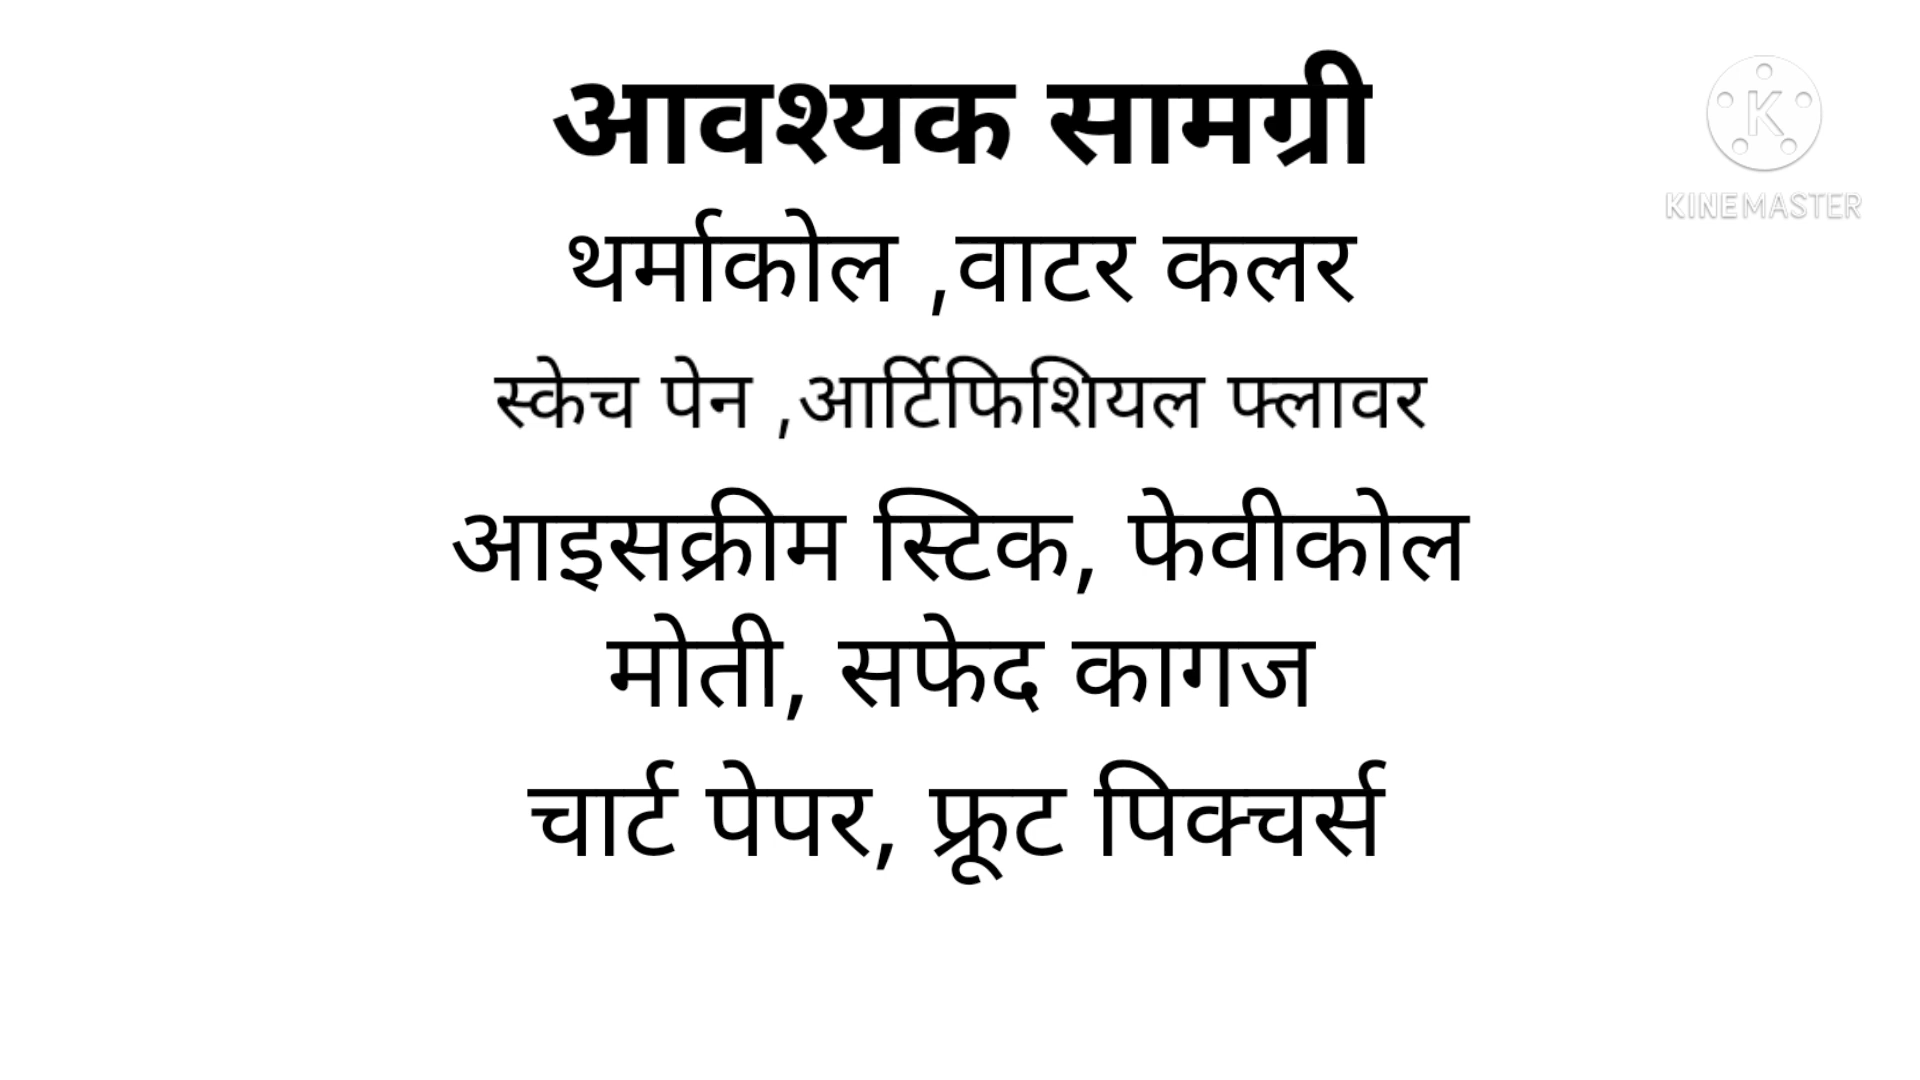 आवश्यक सामग्री
थर्माकोल ,वाटर कलर
स्केच पेन ,आर्टिफिशियल फ्लावर
आइसक्रीम स्टिक, फेवीकोल
मोती, सफेद कागज
चार्ट पेपर, फ्रूट पिक्चर्स
K
KINEMASTER